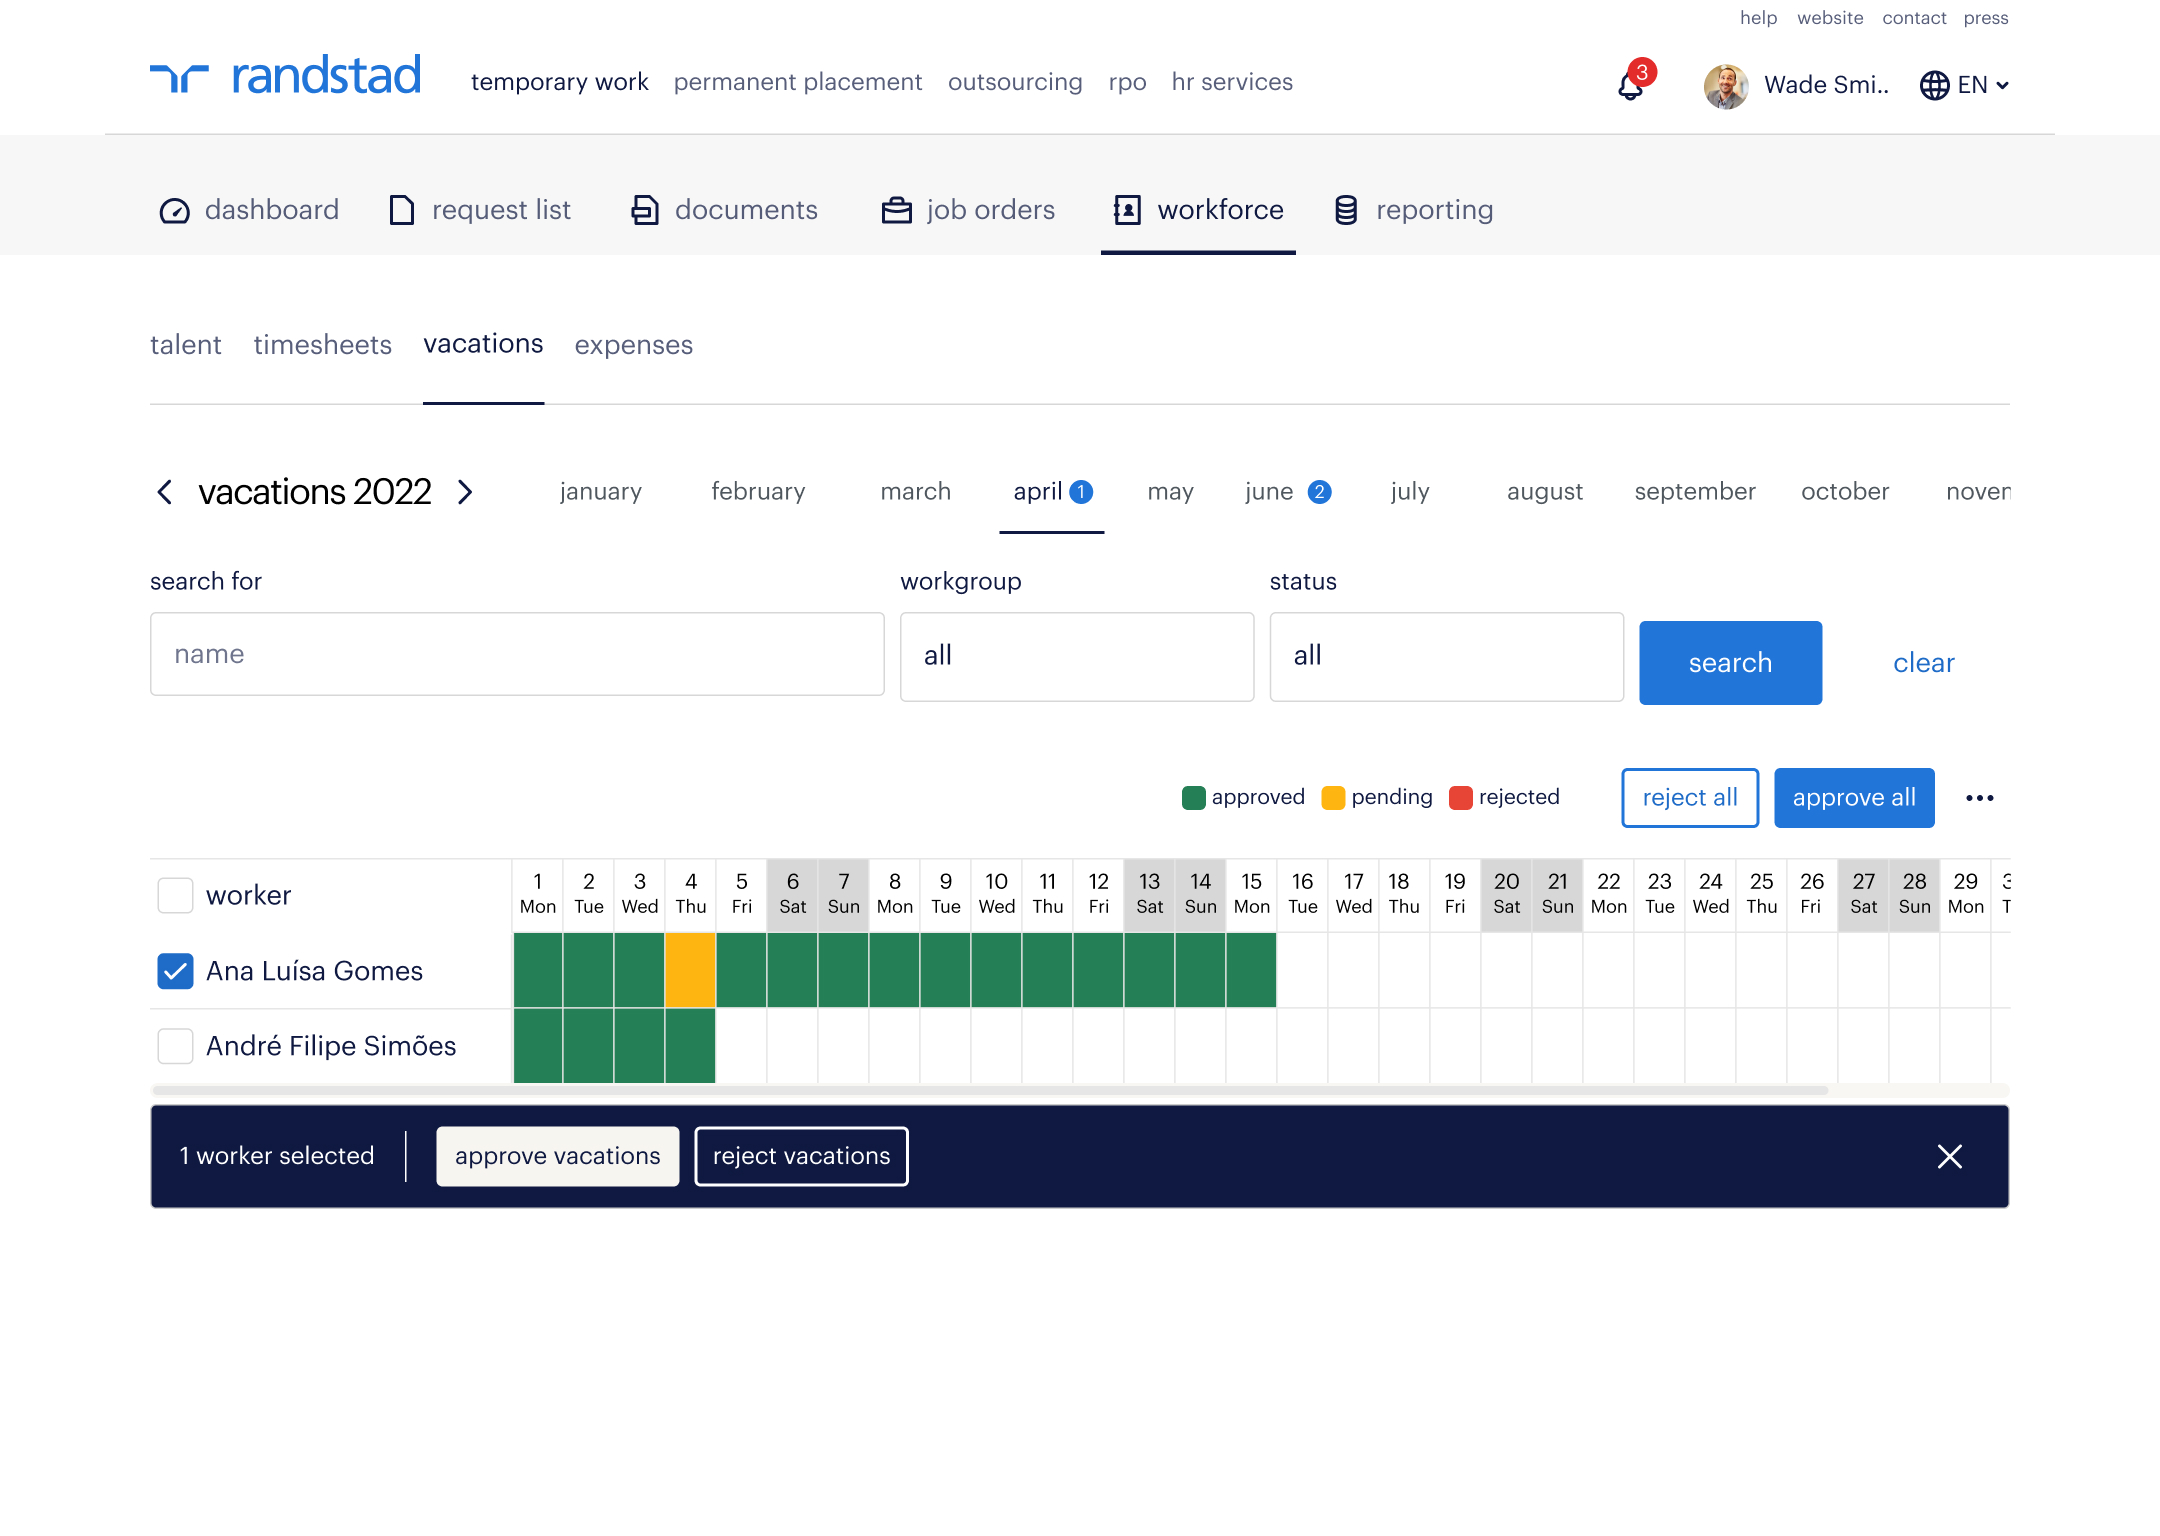 help website contact press
randstad temporary work permanent placement outsourcing rpo hr services 3 Wade Smi.. EN
dashboard request list documents job orders workforce reporting
talent timesheets vacations expenses
vacations 2022 january february march april 1 may june 2 july august september october noven
search for workgroup status
name all all search clear
approved pending rejected reject all approve all
worker
1 2 3 4 5 6 7 8 9 10 11 12 13 14 15 16 17 18 19 20 21 22 23 24 25 26 27 28 29 3
Mon Tue Wed Thu Fri Sat Sun Mon Tue Wed Thu Fri Sat Sun Mon Tue Wed Thu Fri Sat Sun Mon Tue Wed Thu Fri Sat Sun Mon T
Ana Luísa Gomes
André Filipe Simões
1 worker selected approve vacations reject vacations